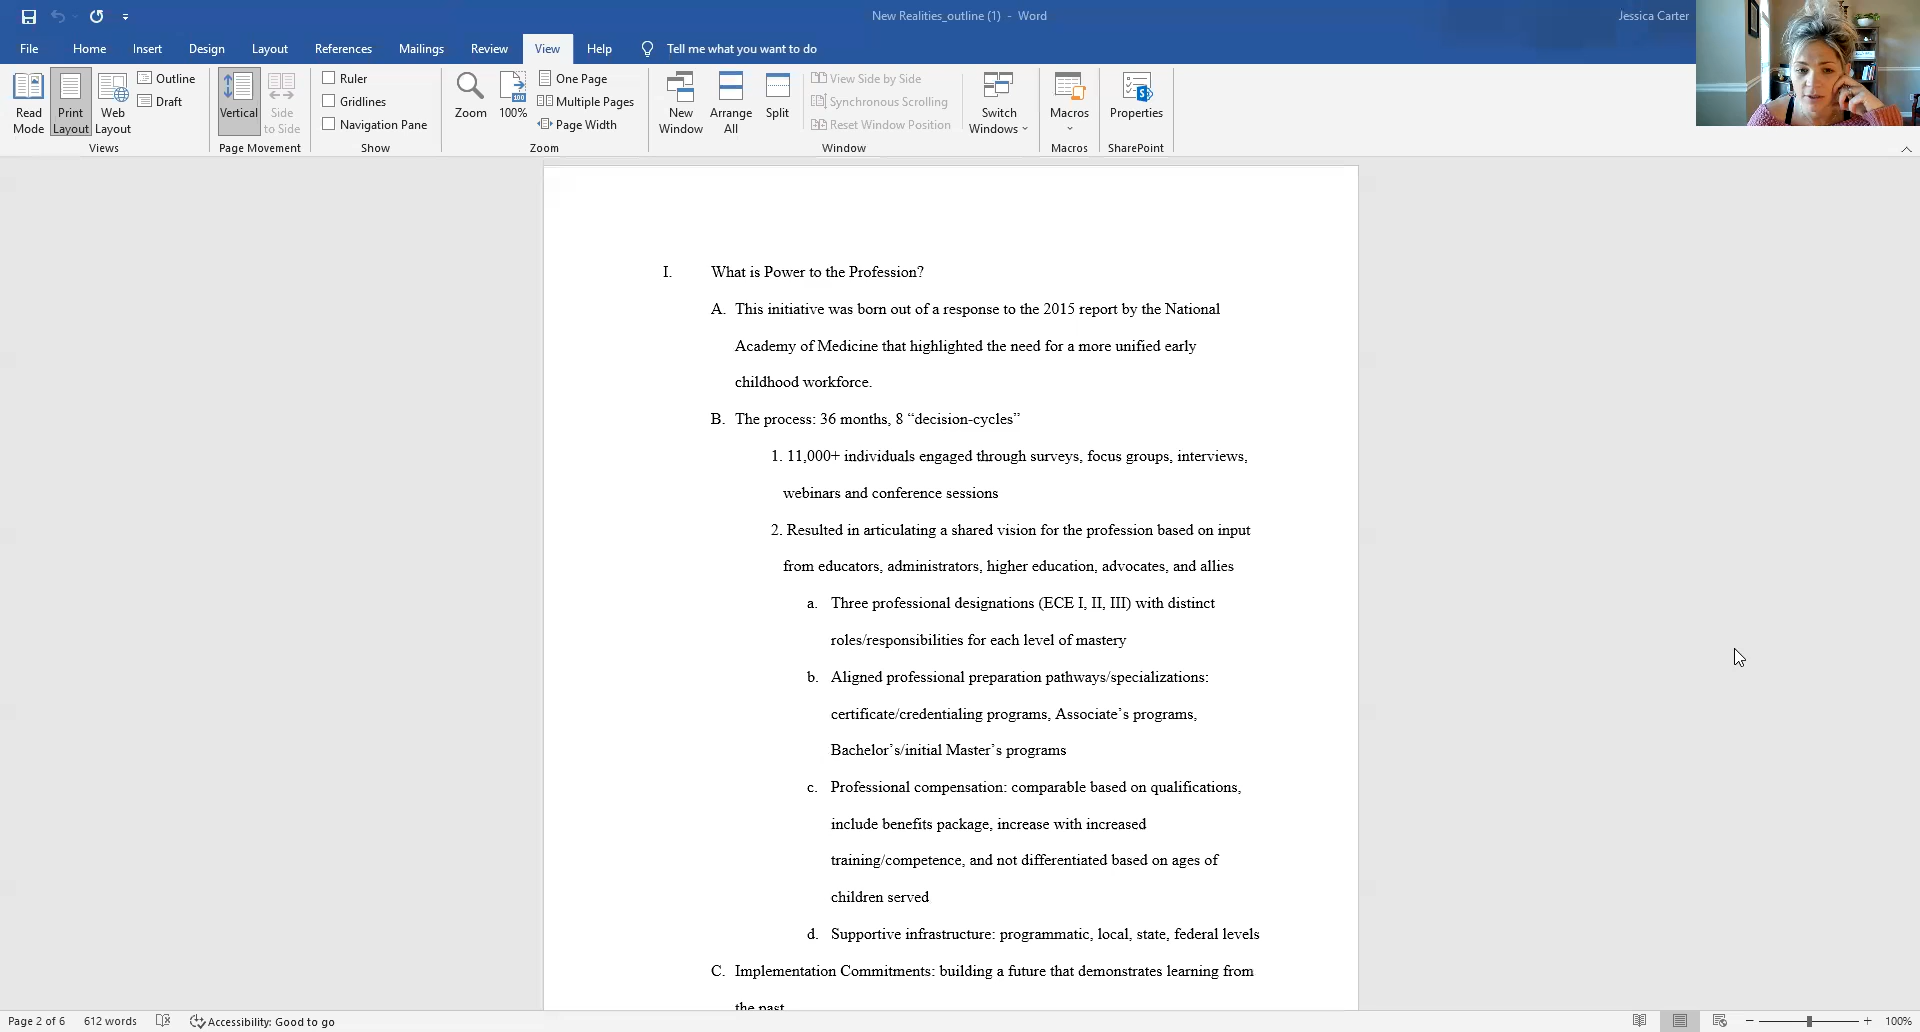 New Realities_outline (1) - Word
Jessica Carter
File Home Insert Design Layout References Mailings Review View Help Tell me what you want to do
Read Mode
Print Layout
Web Layout
Outline
Draft
Views
Vertical
Side to Side
Page Movement
Ruler
Gridlines
Navigation Pane
Show
Zoom
100
100%
One Page
Multiple Pages
Page Width
Zoom
New Window
Arrange All
Split
View Side by Side
Synchronous Scrolling
Reset Window Position
Switch Windows
Window
Macros
Macros
S
Properties
SharePoint
I. What is Power to the Profession?
A. This initiative was born out of a response to the 2015 report by the National
Academy of Medicine that highlighted the need for a more unified early
childhood workforce.
B. The process: 36 months, 8 “decision-cycles”
1. 11,000+ individuals engaged through surveys, focus groups, interviews,
webinars and conference sessions
2. Resulted in articulating a shared vision for the profession based on input
from educators, administrators, higher education, advocates, and allies
a. Three professional designations (ECE I, II, III) with distinct
roles/responsibilities for each level of mastery
b. Aligned professional preparation pathways/specializations:
certificate/credentialing programs, Associate’s programs,
Bachelor’s/initial Master’s programs
c. Professional compensation: comparable based on qualifications,
include benefits package, increase with increased
training/competence, and not differentiated based on ages of
children served
d. Supportive infrastructure: programmatic, local, state, federal levels
C. Implementation Commitments: building a future that demonstrates learning from
the past
Page 2 of 6 612 words Accessibility: Good to go 100%